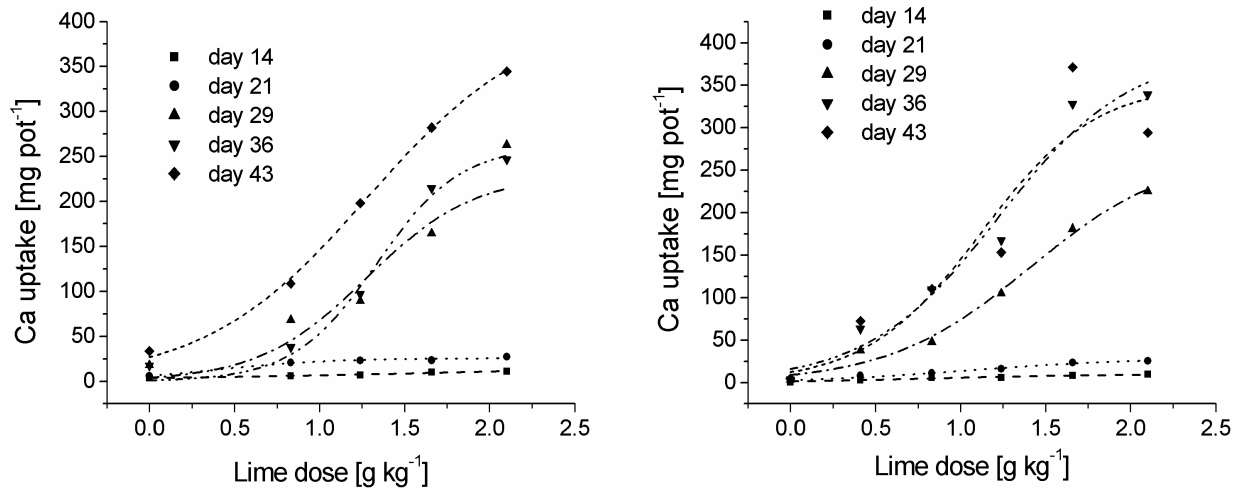 400
350
300
250
200
150
100
50
0
Ca uptake [mg pot⁻¹]
day 14
day 21
day 29
day 36
day 43
0.0 0.5 1.0 1.5 2.0 2.5
Lime dose [g kg⁻¹]
400
350
300
250
200
150
100
50
0
Ca uptake [mg pot⁻¹]
day 14
day 21
day 29
day 36
day 43
0.0 0.5 1.0 1.5 2.0 2.5
Lime dose [g kg⁻¹]